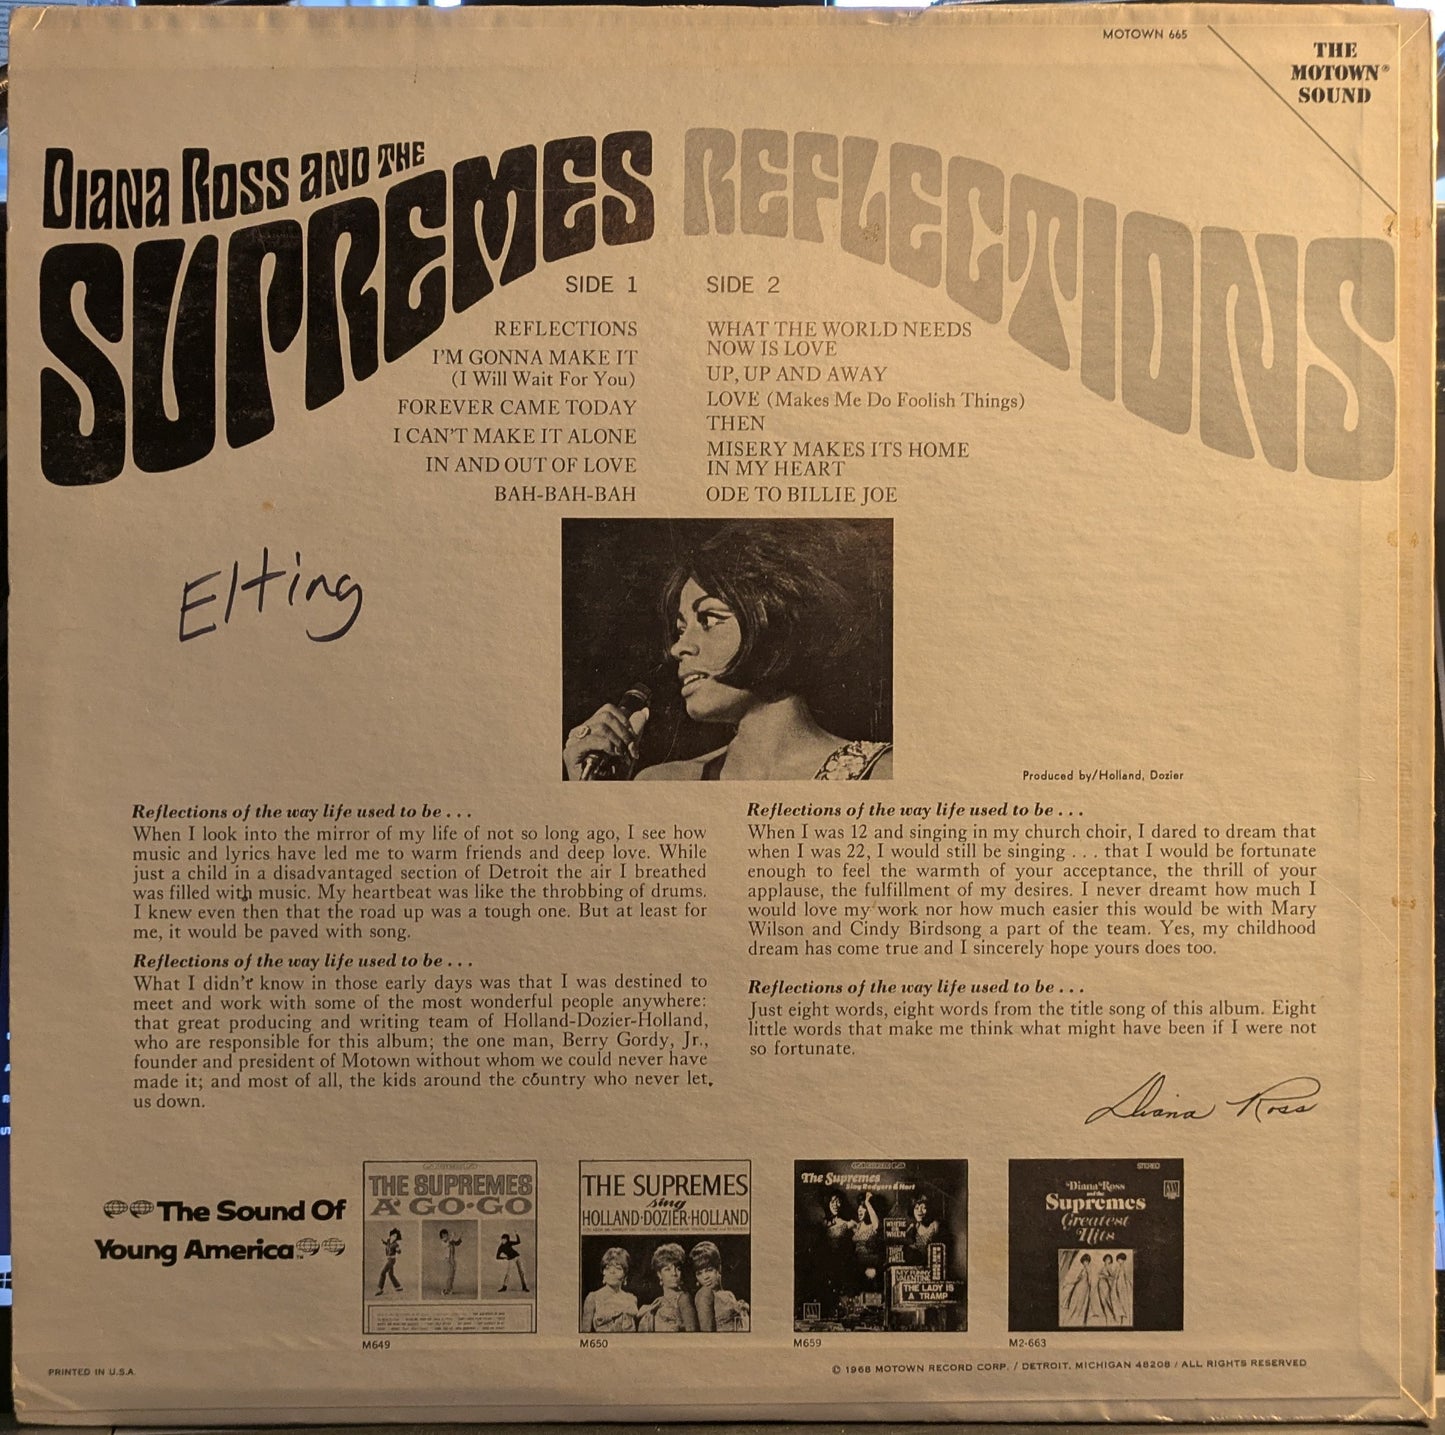 MOTOWN 665
THE
MOTOWN®
SOUND
DIANA ROSS AND THE
SUPREMES
REFLECTIONS
SIDE 1
REFLECTIONS
I'M GONNA MAKE IT
(I Will Wait For You)
FOREVER CAME TODAY
I CAN'T MAKE IT ALONE
IN AND OUT OF LOVE
BAH-BAH-BAH
SIDE 2
WHAT THE WORLD NEEDS
NOW IS LOVE
UP, UP AND AWAY
LOVE (Makes Me Do Foolish Things)
THEN
MISERY MAKES ITS HOME
IN MY HEART
ODE TO BILLIE JOE
Elting
Produced by/Holland, Dozier
Reflections of the way life used to be . . .
When I look into the mirror of my life of not so long ago, I see how
music and lyrics have led me to warm friends and deep love. While
just a child in a disadvantaged section of Detroit the air I breathed
was filled with music. My heartbeat was like the throbbing of drums.
I knew even then that the road up was a tough one. But at least for
me, it would be paved with song.
Reflections of the way life used to be . . .
What I didn't know in those early days was that I was destined to
meet and work with some of the most wonderful people anywhere:
that great producing and writing team of Holland-Dozier-Holland,
who are responsible for this album; the one man, Berry Gordy, Jr.,
founder and president of Motown without whom we could never have
made it; and most of all, the kids around the country who never let
us down.
Reflections of the way life used to be . . .
When I was 12 and singing in my church choir, I dared to dream that
when I was 22, I would still be singing . . . that I would be fortunate
enough to feel the warmth of your acceptance, the thrill of your
applause, the fulfillment of my desires. I never dreamt how much I
would love my work nor how much easier this would be with Mary
Wilson and Cindy Birdsong a part of the team. Yes, my childhood
dream has come true and I sincerely hope yours does too.
Reflections of the way life used to be . . .
Just eight words, eight words from the title song of this album. Eight
little words that make me think what might have been if I were not
so fortunate.
Diana Ross
The Sound Of
Young America
THE SUPREMES
A' GO-GO
M649
THE SUPREMES
sing
HOLLAND·DOZIER·HOLLAND
M650
The Supremes
Sing Rodgers & Hart
MY FUNNY
VALENTINE
THE LADY IS
A TRAMP
M659
STEREO
Diana Ross
and the
Supremes
Greatest
Hits
M2-663
PRINTED IN U.S.A.
© 1968 MOTOWN RECORD CORP. / DETROIT, MICHIGAN 48208 / ALL RIGHTS RESERVED